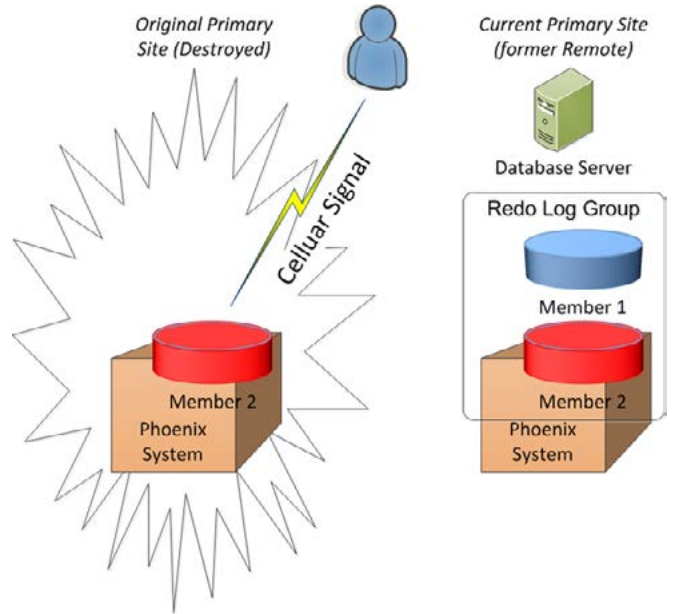 Original Primary
Site (Destroyed)
Celluar Signal
Member 2
Phoenix
System
Current Primary Site
(former Remote)
Database Server
Redo Log Group
Member 1
Member 2
Phoenix
System